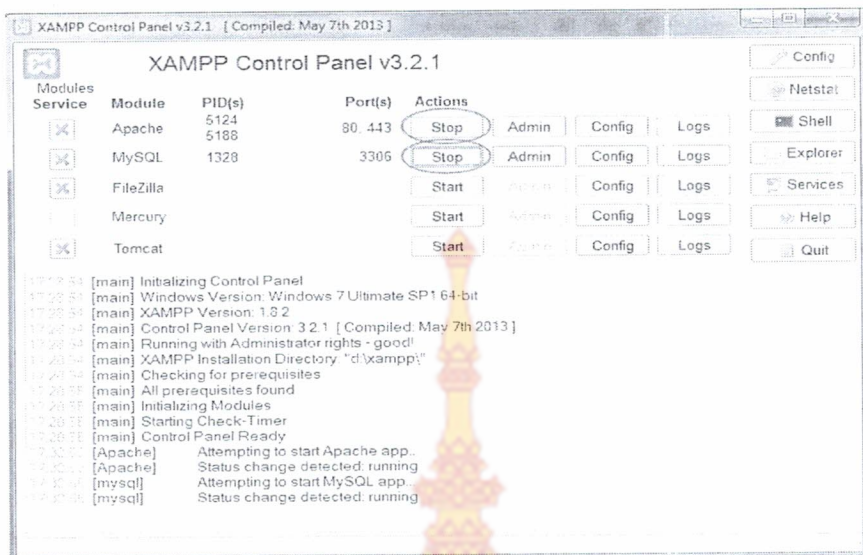 XAMPP Control Panel v3.2.1 [ Compiled: May 7th 2013 ]
XAMPP Control Panel v3.2.1
Config
Modules
Service Module PID(s) Port(s) Actions
Netstat
Apache 5124 5188 80, 443 Stop Admin Config Logs
Shell
MySQL 1328 3306 Stop Admin Config Logs
Explorer
FileZilla Start Admin Config Logs
Services
Mercury Start Admin Config Logs
Help
Tomcat Start Admin Config Logs
Quit
[main] Initializing Control Panel
[main] Windows Version: Windows 7 Ultimate SP1 64-bit
[main] XAMPP Version: 1.8.2
[main] Control Panel Version: 3.2.1 [ Compiled: May 7th 2013 ]
[main] Running with Administrator rights - good!
[main] XAMPP Installation Directory: "d:\xampp\"
[main] Checking for prerequisites
[main] All prerequisites found
[main] Initializing Modules
[main] Starting Check-Timer
[main] Control Panel Ready
[Apache] Attempting to start Apache app...
[Apache] Status change detected: running
[mysql] Attempting to start MySQL app...
[mysql] Status change detected: running